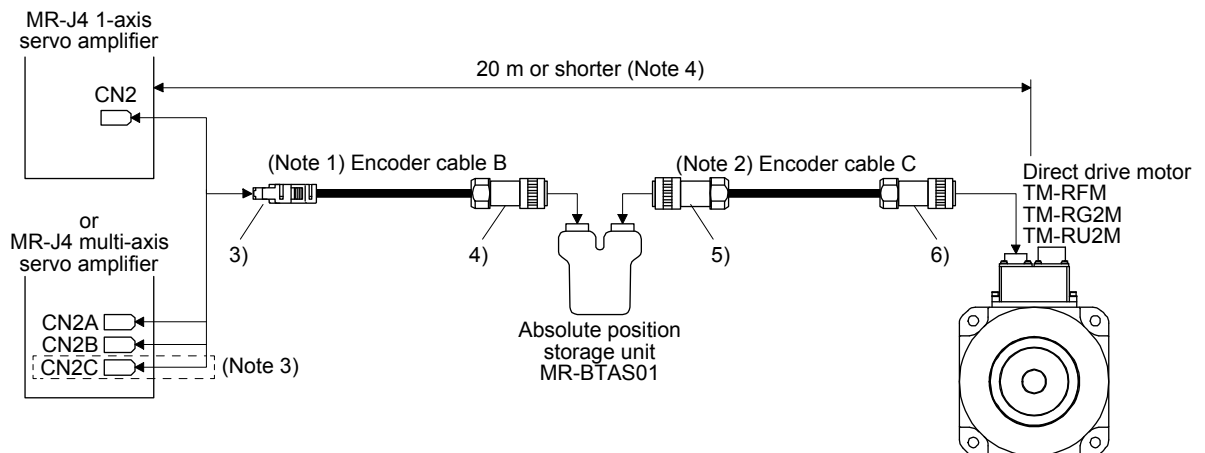 MR-J4 1-axis
servo amplifier
CN2
20 m or shorter (Note 4)
(Note 1) Encoder cable B
(Note 2) Encoder cable C
Direct drive motor
TM-RFM
TM-RG2M
TM-RU2M
or
MR-J4 multi-axis
servo amplifier
3)
4)
5)
6)
CN2A
CN2B
CN2C
(Note 3)
Absolute position
storage unit
MR-BTAS01